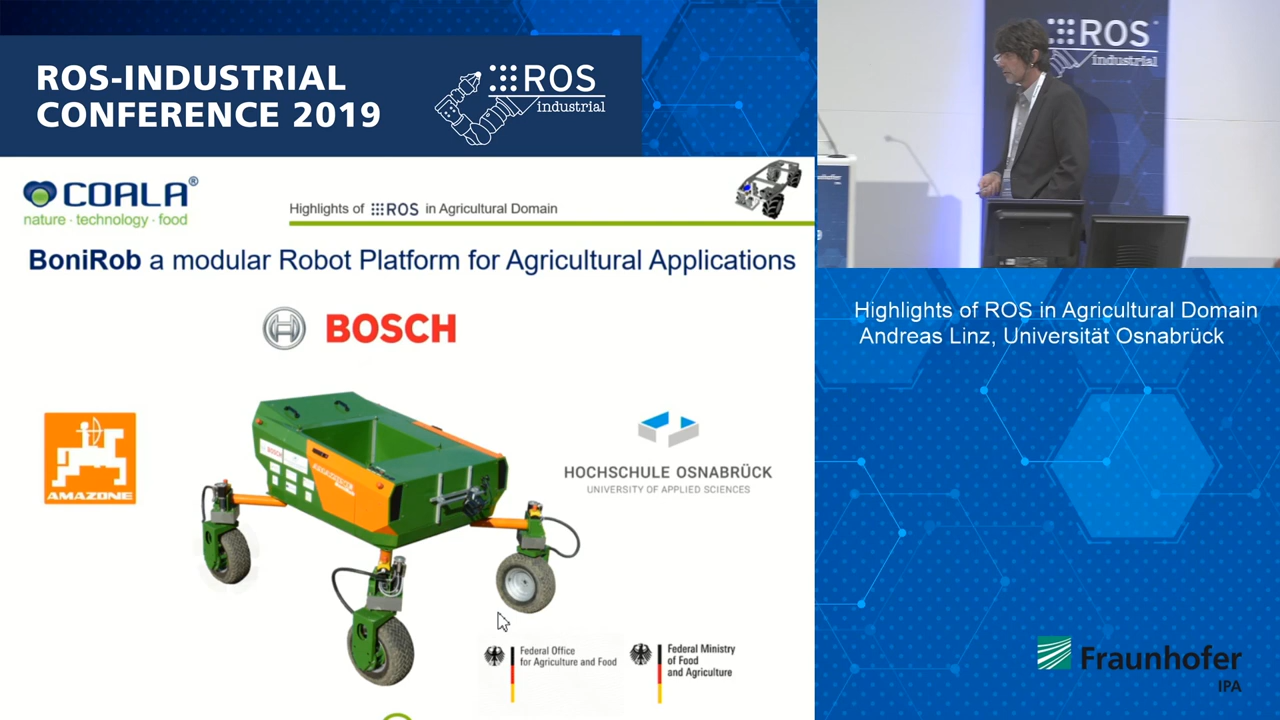 ROS-INDUSTRIAL
CONFERENCE 2019
ROS
industrial
ROS
industrial
COALA®
nature · technology · food
Highlights of ROS in Agricultural Domain
BoniRob a modular Robot Platform for Agricultural Applications
BOSCH
AMAZONE
HOCHSCHULE OSNABRÜCK
UNIVERSITY OF APPLIED SCIENCES
BOSCH
Federal Office
for Agriculture and Food
Federal Ministry
of Food
and Agriculture
Highlights of ROS in Agricultural Domain
Andreas Linz, Universität Osnabrück
Fraunhofer
IPA